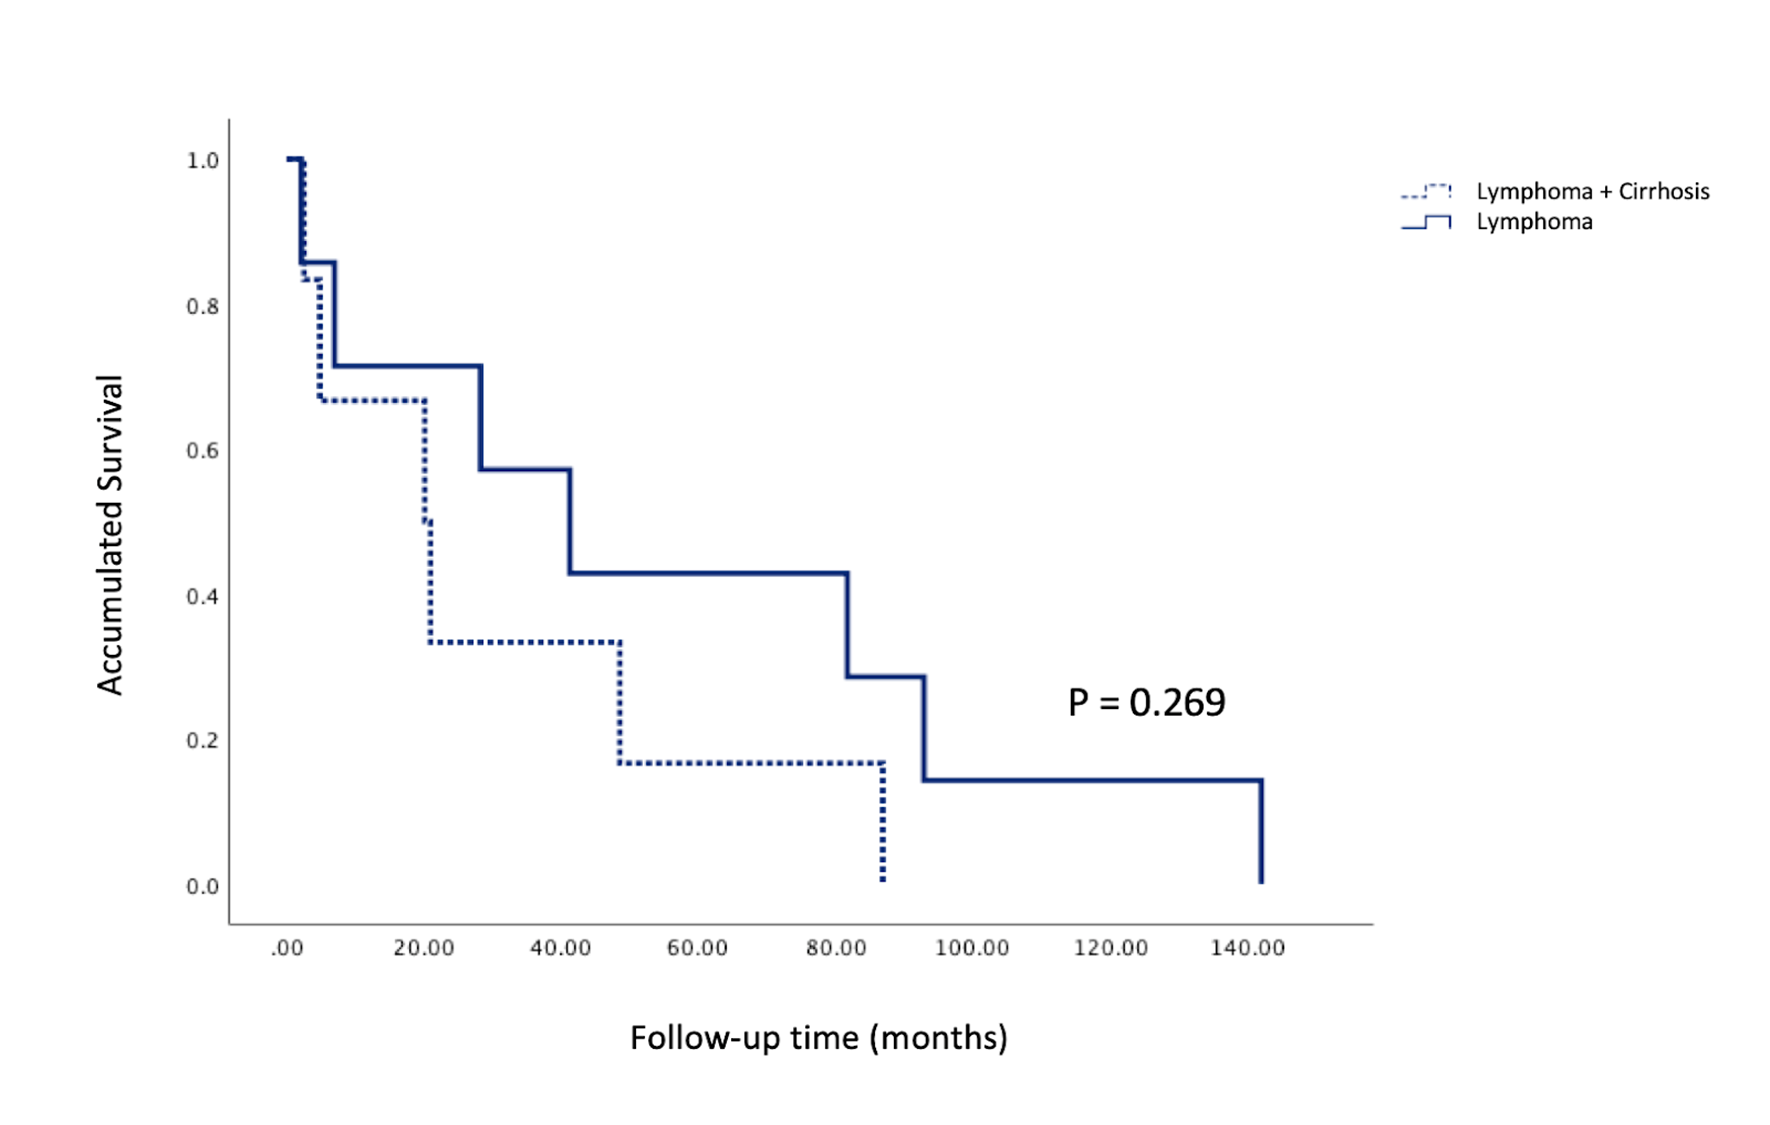 Lymphoma + Cirrhosis
Lymphoma
Accumulated Survival
1.0
0.8
0.6
0.4
0.2
0.0
P = 0.269
.00 20.00 40.00 60.00 80.00 100.00 120.00 140.00
Follow-up time (months)